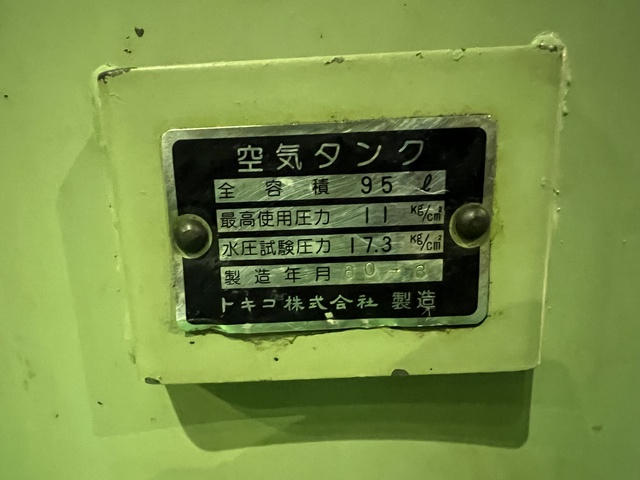 空気タンク
全容積 95 ℓ
最高使用圧力 11 kg/cm²
水圧試験圧力 17.3 kg/cm²
製造年月 60-8
トキコ株式会社 製造